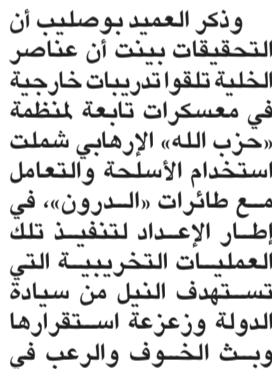 وذكر العميد بوصليب أن
التحقيقات بينت أن عناصر
الخلية تلقوا تدريبات خارجية
في معسكرات تابعة لمنظمة
«حزب الله» الإرهابي شملت
استخدام الأسلحة والتعامل
مع طائرات «الدرون»، في
إطار الإعداد لتنفيذ تلك
العمليات التخريبية التي
تستهدف النيل من سيادة
الدولة وزعزعة استقرارها
وبث الخوف والرعب في